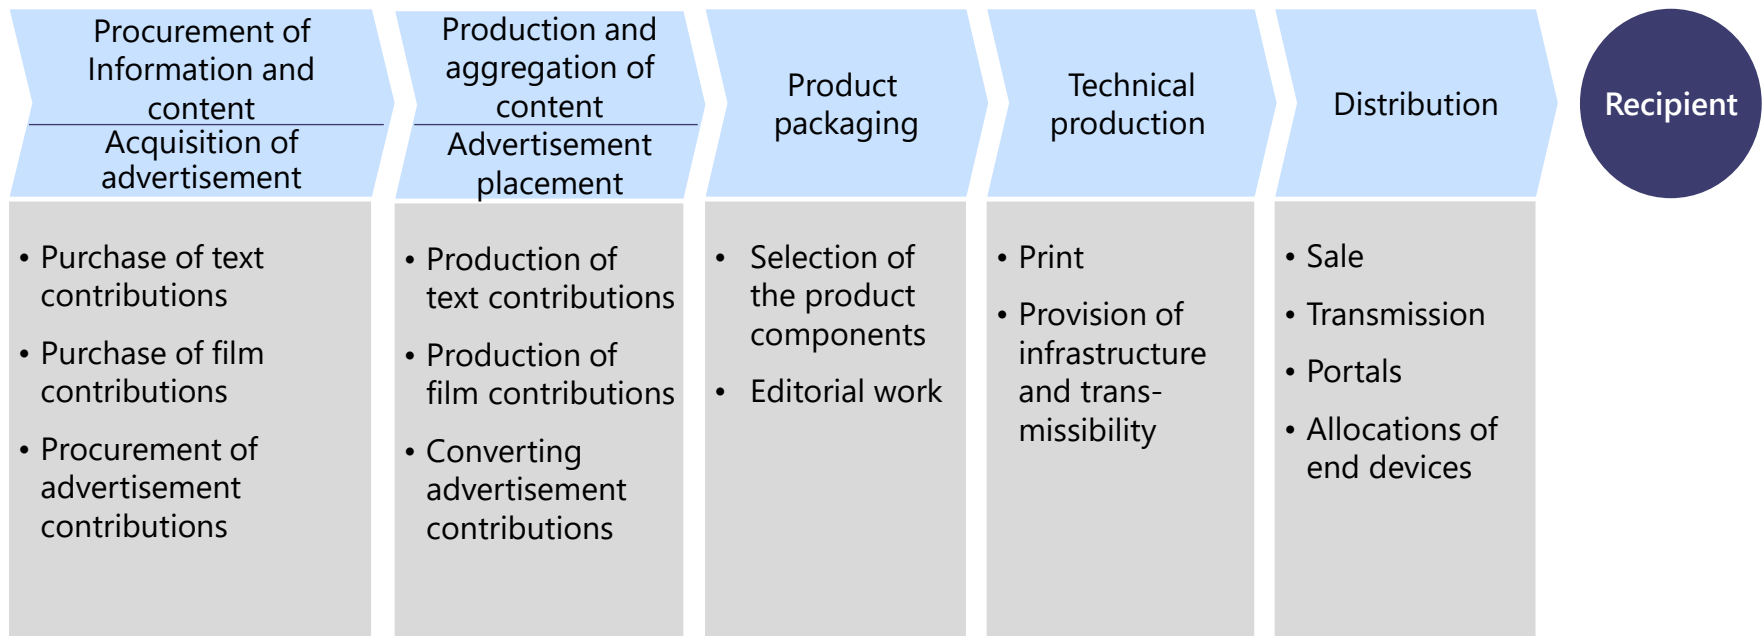 Procurement of
Information and
content
Acquisition of
advertisement
Production and
aggregation of
content
Advertisement
placement
Product
packaging
Technical
production
Distribution
Recipient
• Purchase of text
contributions
• Purchase of film
contributions
• Procurement of
advertisement
contributions
• Production of
text contributions
• Production of
film contributions
• Converting
advertisement
contributions
• Selection of
the product
components
• Editorial work
• Print
• Provision of
infrastructure
and trans-
missibility
• Sale
• Transmission
• Portals
• Allocations of
end devices